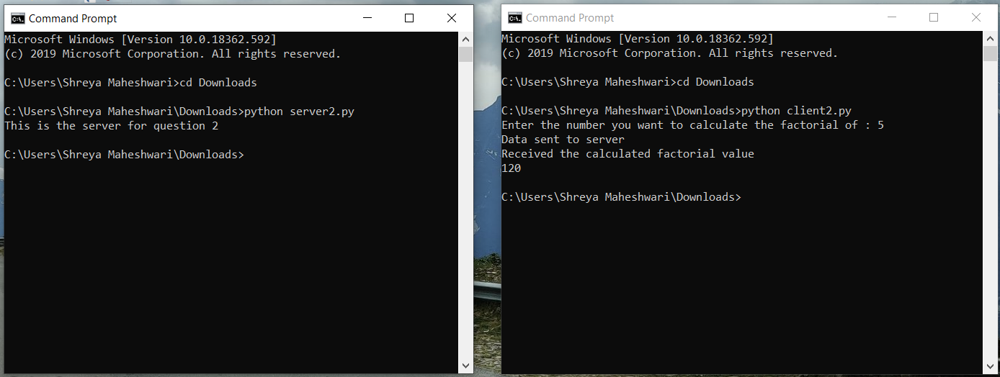 Command Prompt
Microsoft Windows [Version 10.0.18362.592]
(c) 2019 Microsoft Corporation. All rights reserved.
C:\Users\Shreya Maheshwari>cd Downloads
C:\Users\Shreya Maheshwari\Downloads>python server2.py
This is the server for question 2
C:\Users\Shreya Maheshwari\Downloads>
Command Prompt
Microsoft Windows [Version 10.0.18362.592]
(c) 2019 Microsoft Corporation. All rights reserved.
C:\Users\Shreya Maheshwari>cd Downloads
C:\Users\Shreya Maheshwari\Downloads>python client2.py
Enter the number you want to calculate the factorial of : 5
Data sent to server
Received the calculated factorial value
120
C:\Users\Shreya Maheshwari\Downloads>